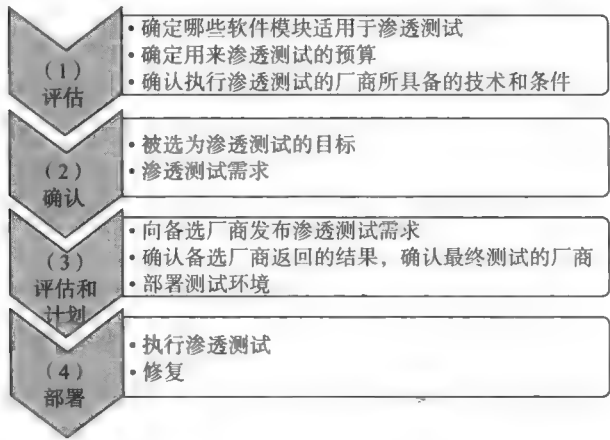 （1）
评估
• 确定哪些软件模块适用于渗透测试
• 确定用来渗透测试的预算
• 确认执行渗透测试的厂商所具备的技术和条件
（2）
确认
• 被选为渗透测试的目标
• 渗透测试需求
（3）
评估和
计划
• 向备选厂商发布渗透测试需求
• 确认备选厂商返回的结果，确认最终测试的厂商
• 部署测试环境
（4）
部署
• 执行渗透测试
• 修复